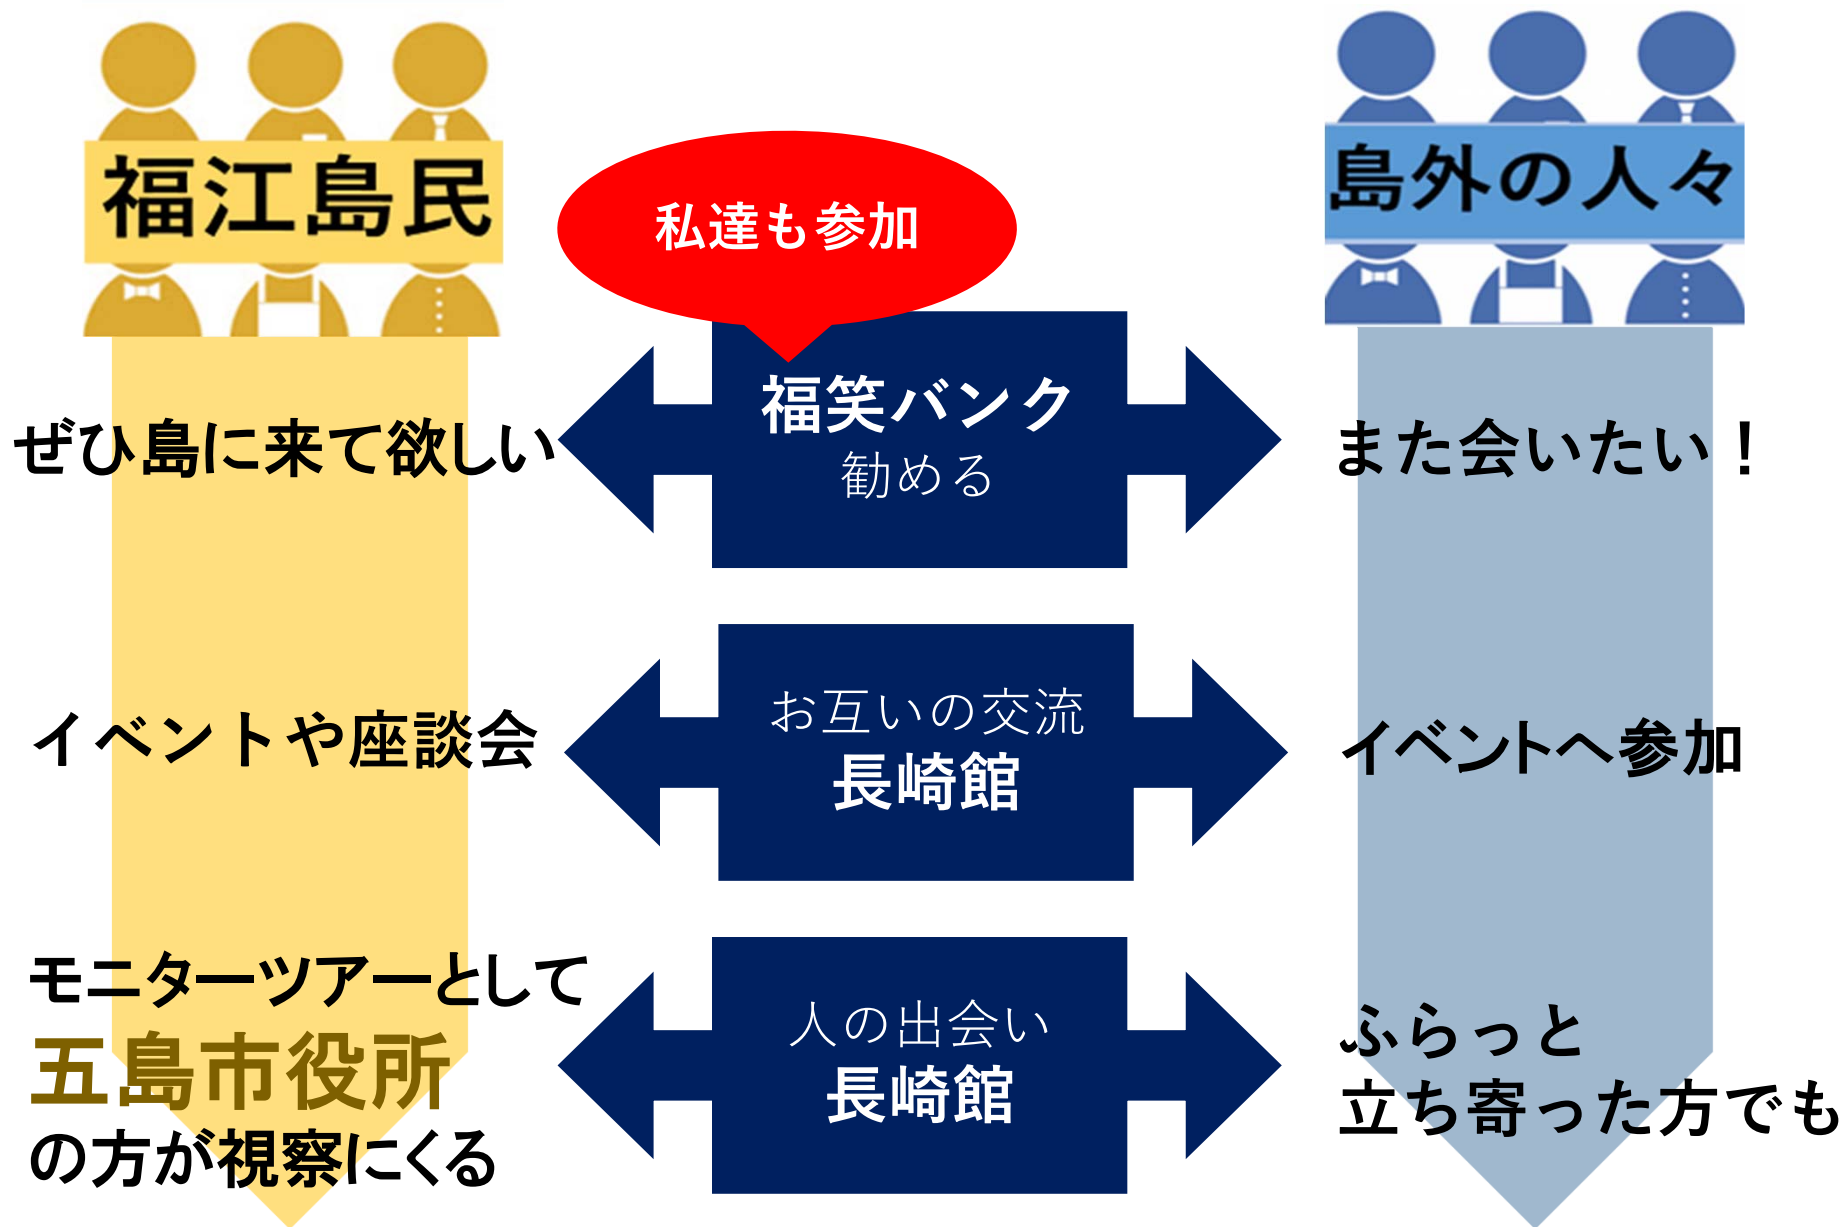 福江島民
島外の人々
私達も参加
ぜひ島に来て欲しい
福笑バンク
勧める
また会いたい！
イベントや座談会
お互いの交流
長崎館
イベントへ参加
モニターツアーとして
五島市役所
の方が視察にくる
人の出会い
長崎館
ふらっと
立ち寄った方でも